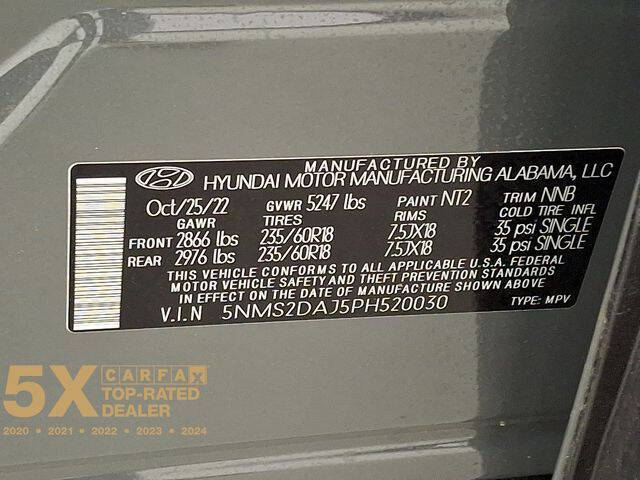 MANUFACTURED BY
HYUNDAI MOTOR MANUFACTURING ALABAMA, LLC
Oct/25/22 GVWR 5247 lbs PAINT NT2 TRIM NNB
GAWR TIRES RIMS COLD TIRE INFL
FRONT 2866 lbs 235/60R18 7.5JX18 35 psi SINGLE
REAR 2976 lbs 235/60R18 7.5JX18 35 psi SINGLE
THIS VEHICLE CONFORMS TO ALL APPLICABLE U.S.A. FEDERAL
MOTOR VEHICLE SAFETY AND THEFT PREVENTION STANDARDS
IN EFFECT ON THE DATE OF MANUFACTURE SHOWN ABOVE.
V.I.N 5NMS2DAJ5PH520030 TYPE: MPV
5X CARFAX
TOP-RATED
DEALER
2020 • 2021 • 2022 • 2023 • 2024